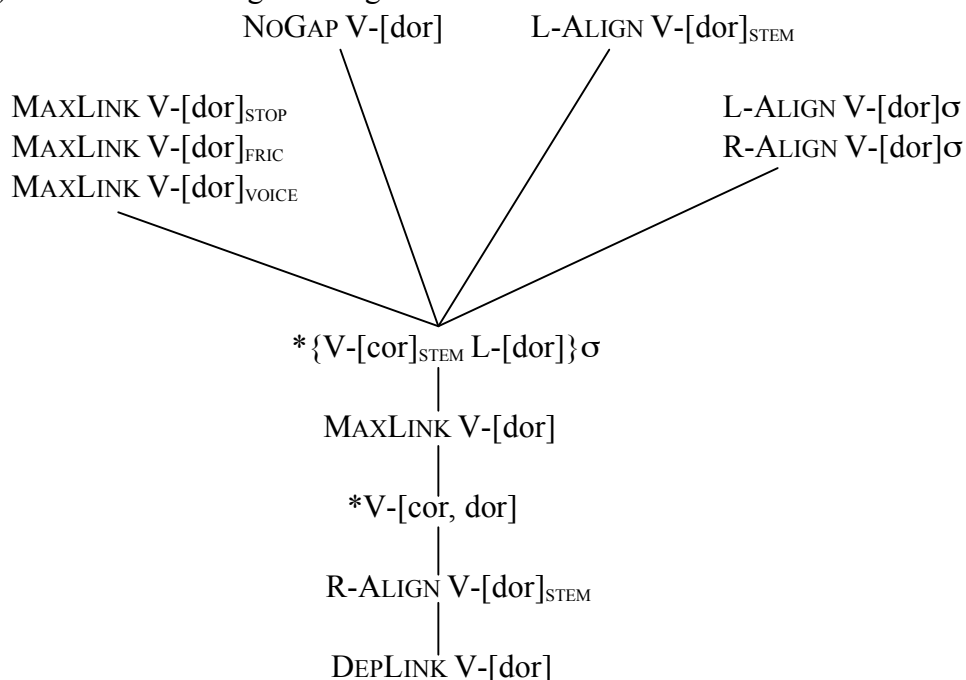 NOGAP V-[dor] L-ALIGN V-[dor]STEM
MAXLINK V-[dor]STOP
MAXLINK V-[dor]FRIC
MAXLINK V-[dor]VOICE
L-ALIGN V-[dor]σ
R-ALIGN V-[dor]σ
*{V-[cor]STEM L-[dor]}σ
MAXLINK V-[dor]
*V-[cor, dor]
R-ALIGN V-[dor]STEM
DEPLINK V-[dor]